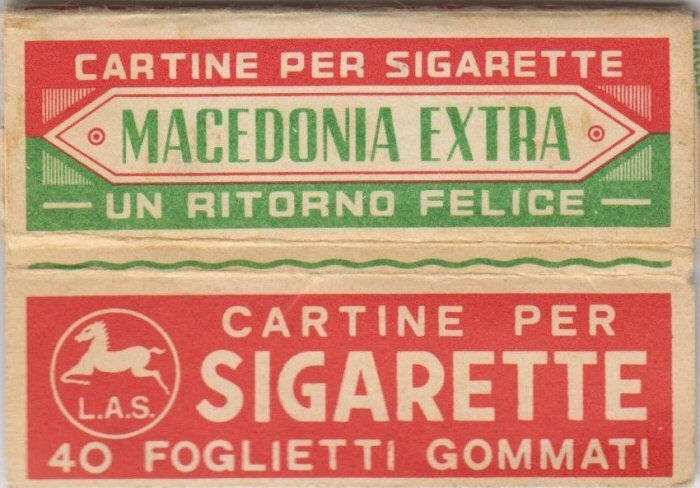 CARTINE PER SIGARETTE
MACEDONIA EXTRA
UN RITORNO FELICE
CARTINE PER
SIGARETTE
L.A.S.
40 FOGLIETTI GOMMATI